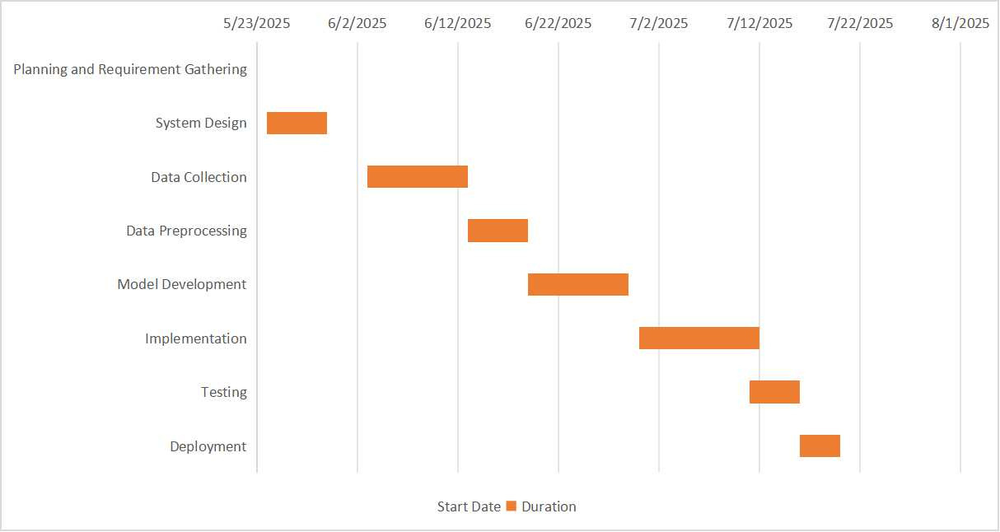 5/23/2025 6/2/2025 6/12/2025 6/22/2025 7/2/2025 7/12/2025 7/22/2025 8/1/2025
Planning and Requirement Gathering
System Design
Data Collection
Data Preprocessing
Model Development
Implementation
Testing
Deployment
Start Date Duration